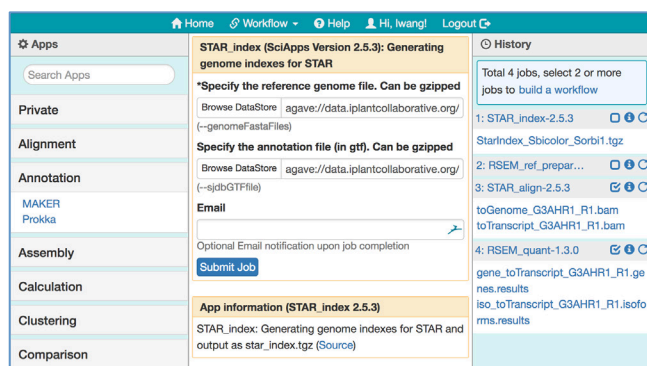 Home Workflow Help Hi, lwang! Logout
Apps
Search Apps
Private
Alignment
Annotation
MAKER
Prokka
Assembly
Calculation
Clustering
Comparison
STAR_index (SciApps Version 2.5.3): Generating
genome indexes for STAR
*Specify the reference genome file. Can be gzipped
Browse DataStore agave://data.iplantcollaborative.org/
(--genomeFastaFiles)
Specify the annotation file (in gtf). Can be gzipped
Browse DataStore agave://data.iplantcollaborative.org/
(--sjdbGTFfile)
Email
Optional Email notification upon job completion
Submit Job
App information (STAR_index 2.5.3)
STAR_index: Generating genome indexes for STAR and
output as star_index.tgz (Source)
History
Total 4 jobs, select 2 or more
jobs to build a workflow
1: STAR_index-2.5.3
StarIndex_Sbicolor_Sorbi1.tgz
2: RSEM_ref_prepar...
3: STAR_align-2.5.3
toGenome_G3AHR1_R1.bam
toTranscript_G3AHR1_R1.bam
4: RSEM_quant-1.3.0
gene_toTranscript_G3AHR1_R1.ge
nes.results
iso_toTranscript_G3AHR1_R1.isofo
rms.results